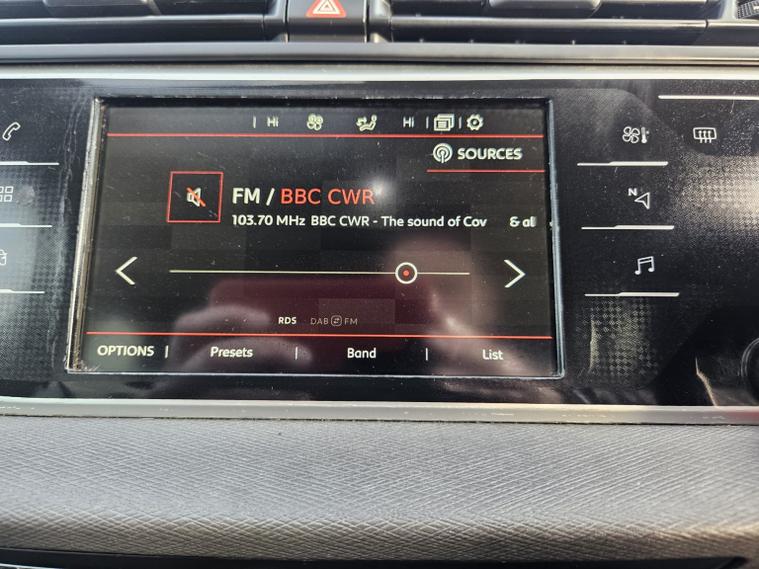 Hi Hi
SOURCES
FM / BBC CWR
103.70 MHz BBC CWR - The sound of Cov & al
N
RDS DAB FM
OPTIONS Presets Band List